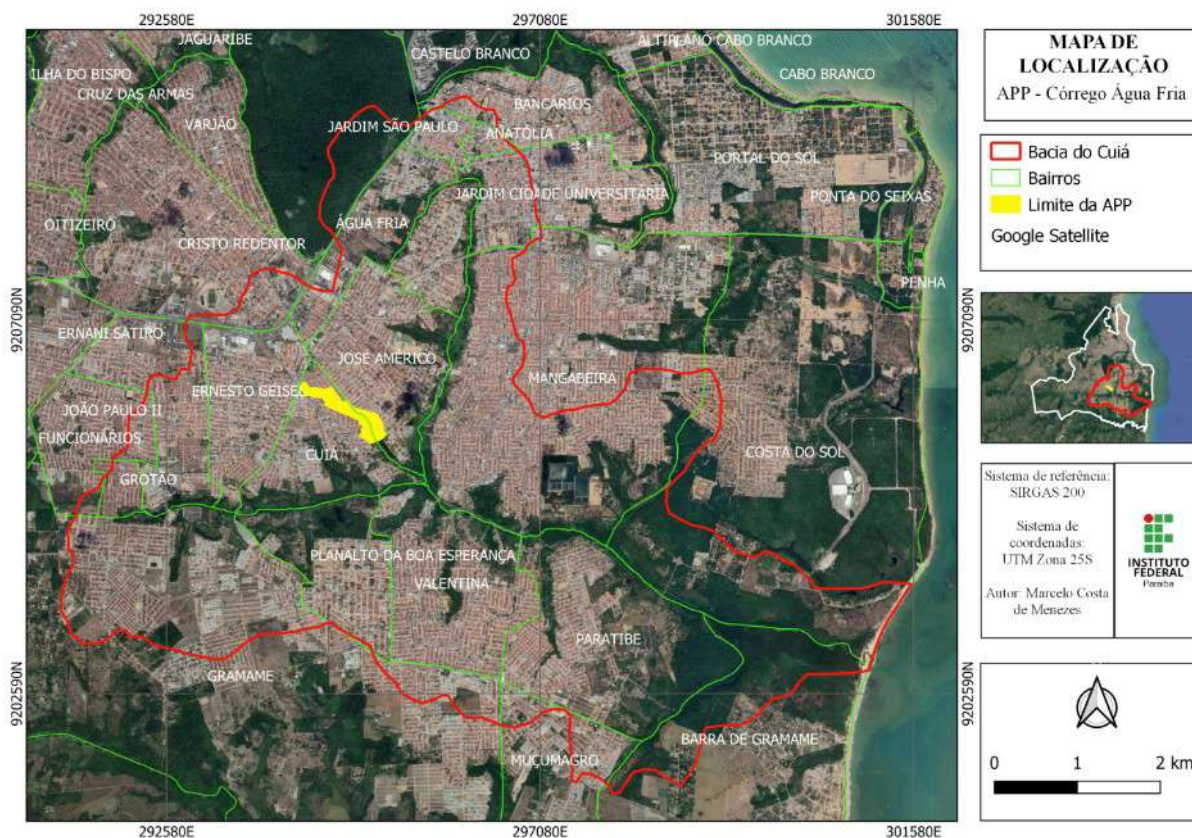 292580E
297080E
301580E
JAGUARIBE
CASTELO BRANCO
ALTIPLANO CABO BRANCO
CABO BRANCO
ILHA DO BISPO
CRUZ DAS ARMAS
BANCÁRIOS
VARJÃO
JARDIM SÃO PAULO
ANATÓLIA
PORTAL DO SOL
JARDIM CIDADE UNIVERSITÁRIA
PONTA DO SEIXAS
OITIZEIRO
ÁGUA FRIA
CRISTO REDENTOR
PENHA
9207090N
9207090N
ERNANI SATIRO
JOSÉ AMÉRICO
MANGABEIRA
ERNESTO GEISEL
JOÃO PAULO II
FUNCIONÁRIOS
CUIÁ
COSTA DO SOL
GROTÃO
PLANALTO DA BOA ESPERANÇA
VALENTINA
PARATIBE
GRAMAME
9202590N
9202590N
BARRA DE GRAMAME
MUÇUMAGRO
292580E
297080E
301580E
MAPA DE
LOCALIZAÇÃO
APP - Córrego Água Fria
Bacia do Cuiá
Bairros
Limite da APP
Google Satellite
Sistema de referência:
SIRGAS 200
Sistema de
coordenadas:
UTM Zona 25S
Autor: Marcelo Costa
de Menezes
INSTITUTO
FEDERAL
Paraíba
0 1 2 km